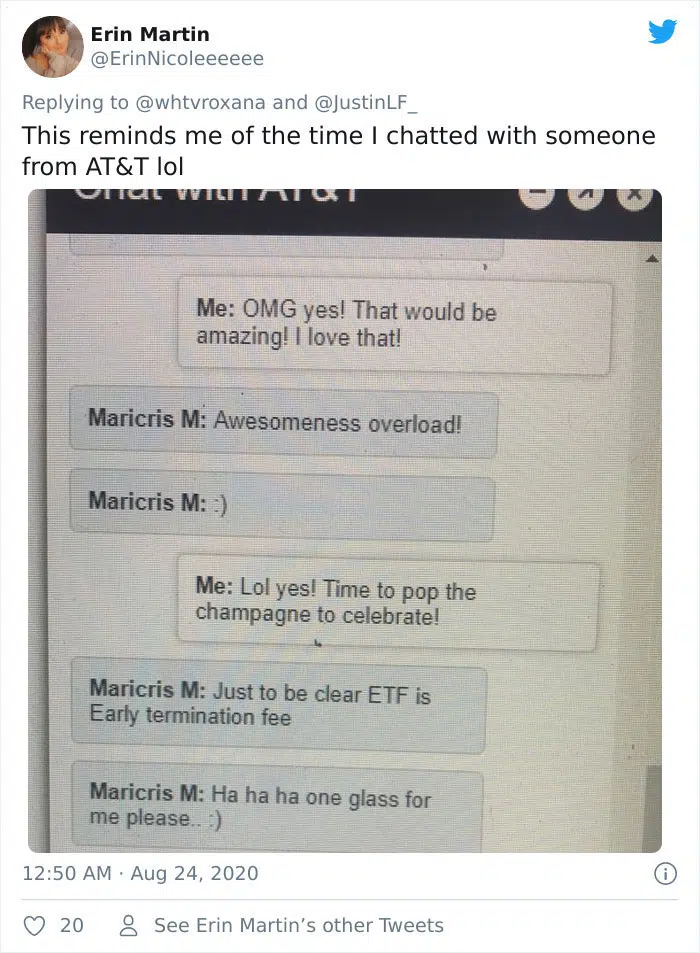 Erin Martin
@ErinNicoleeeeee
Replying to @whtvroxana and @JustinLF_
This reminds me of the time I chatted with someone
from AT&T lol
Chat with AT&T
Me: OMG yes! That would be
amazing! I love that!
Maricris M: Awesomeness overload!
Maricris M: :)
Me: Lol yes! Time to pop the
champagne to celebrate!
Maricris M: Just to be clear ETF is
Early termination fee
Maricris M: Ha ha ha one glass for
me please.. :)
12:50 AM · Aug 24, 2020
20
See Erin Martin’s other Tweets